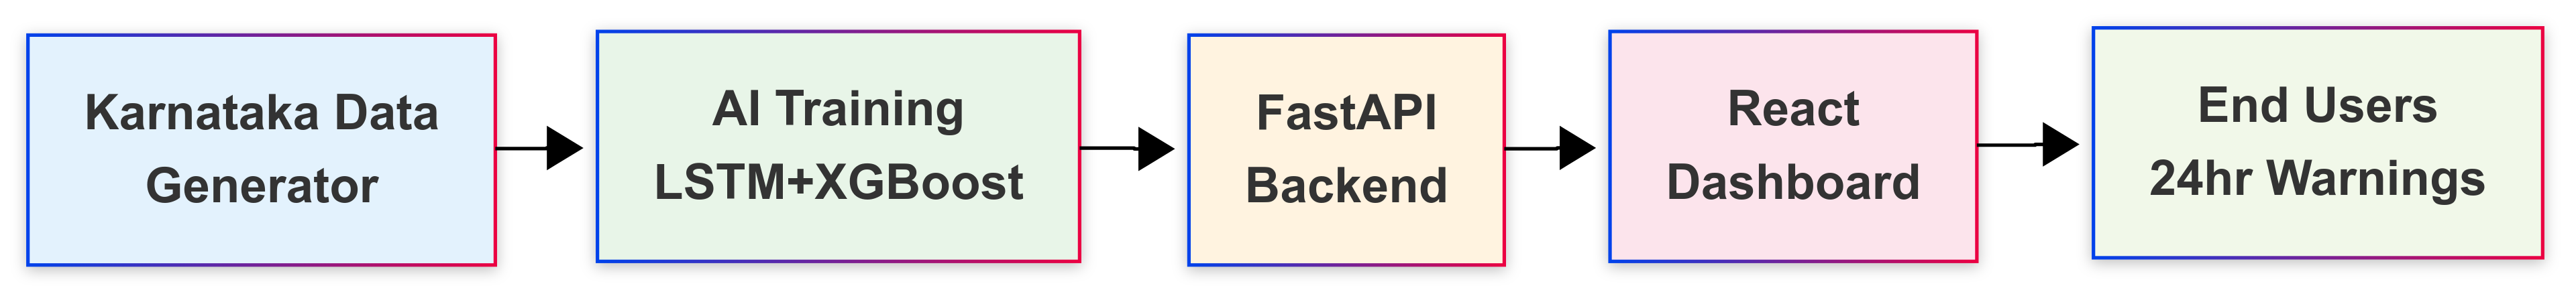 Karnataka Data
Generator
AI Training
LSTM+XGBoost
FastAPI
Backend
React
Dashboard
End Users
24hr Warnings